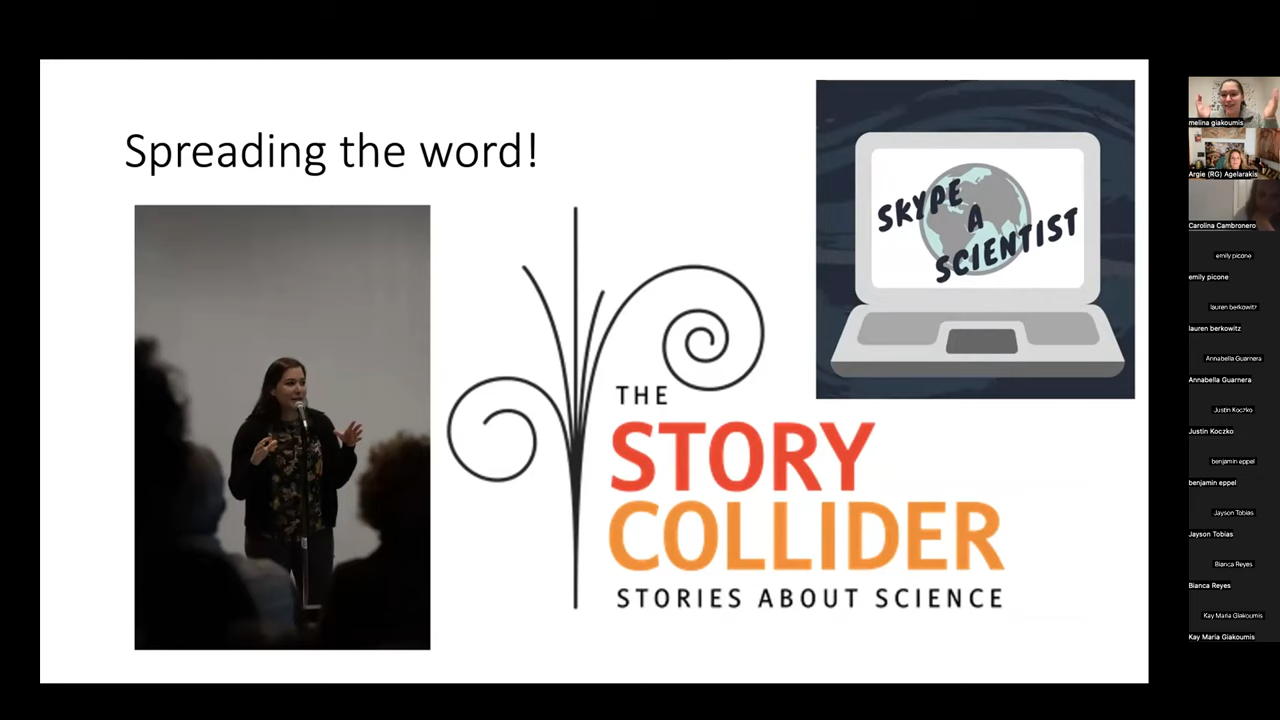 Spreading the word!
SKYPE
A
SCIENTIST
THE
STORY
COLLIDER
STORIES ABOUT SCIENCE
melina giakoumis
Argie (RG) Agelarakis
Carolina Cambronero
emily picone
emily picone
lauren berkowitz
lauren berkowitz
Annabella Guarnera
Annabella Guarnera
Justin Koczko
Justin Koczko
benjamin eppel
benjamin eppel
Jayson Tobias
Jayson Tobias
Bianca Reyes
Bianca Reyes
Kay Maria Giakoumis
Kay Maria Giakoumis